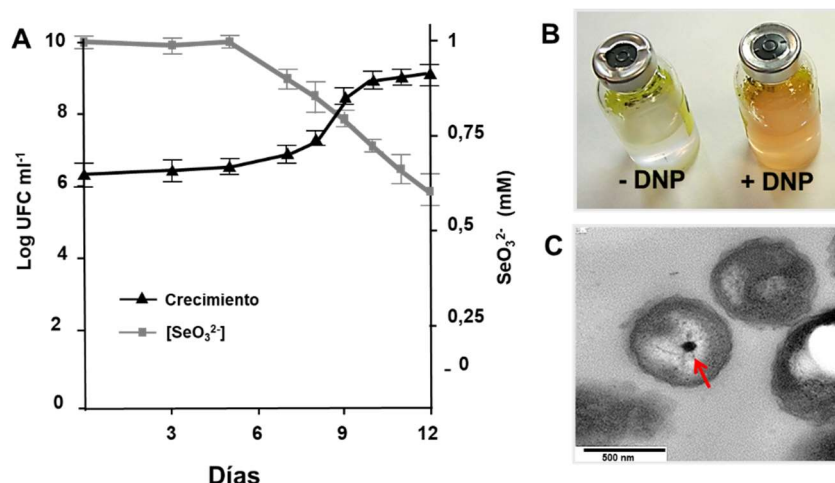 A
10
8
6
4
2
0
Log UFC ml-¹
3
6
9
12
Días
1
0,75
0,5
0,25
- 0
SeO₃²⁻ (mM)
Crecimiento
[SeO₃²⁻]
B
- DNP
+ DNP
C
500 nm